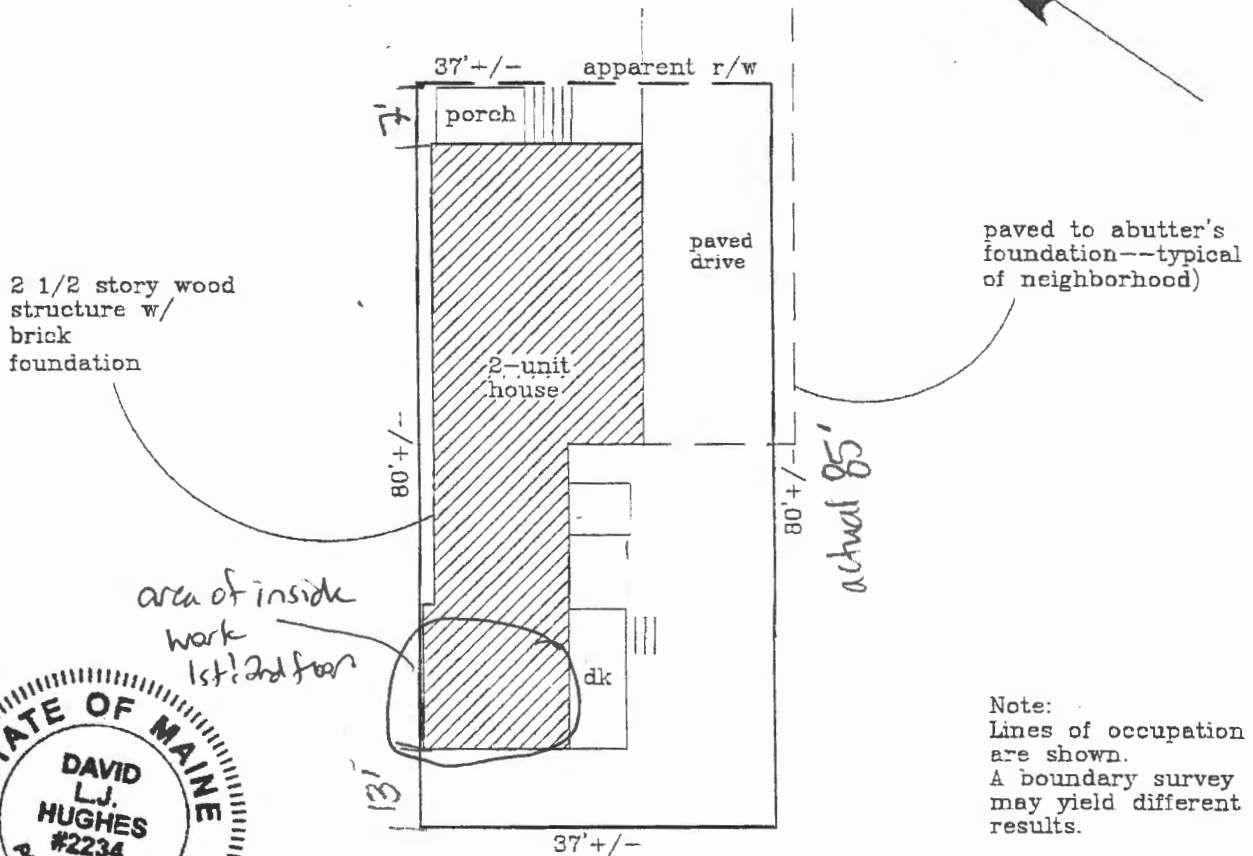 37'+/-
apparent r/w
7'
porch
paved
drive
paved to abutter's
foundation--typical
of neighborhood)
2 1/2 story wood
structure w/
brick
foundation
2-unit
house
80'+/-
80'+/-
actual 85'
area of inside
work
1st & 2nd floor
dk
Note:
Lines of occupation
are shown.
A boundary survey
may yield different
results.
STATE OF MAINE
DAVID
L.J.
HUGHES
#2234
13'
37'+/-